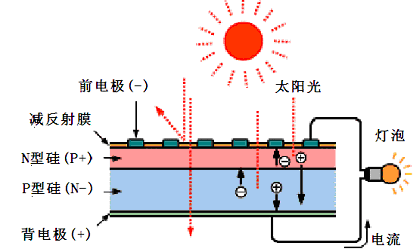 前电极(-)
太阳光
减反射膜
灯泡
N型硅(P+)
P型硅(N-)
背电极(+)
电流